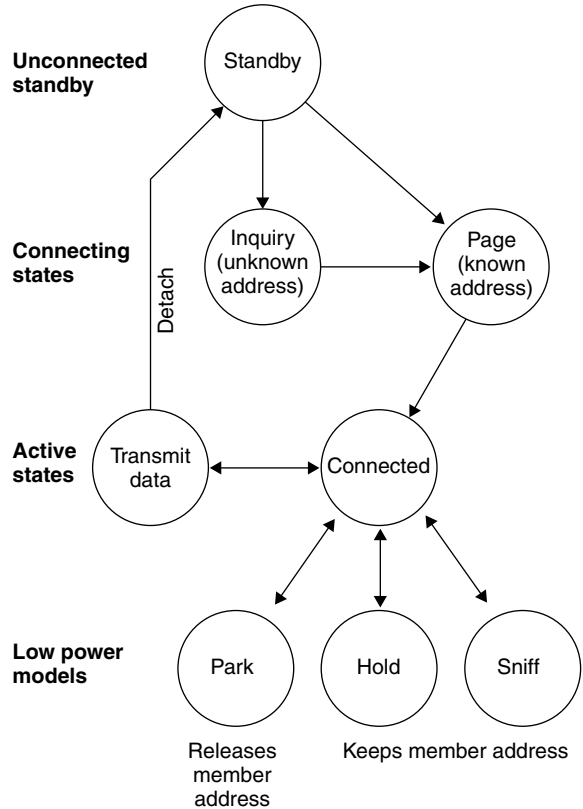 Unconnected
standby
Standby
Connecting
states
Inquiry
(unknown
address)
Page
(known
address)
Detach
Active
states
Transmit
data
Connected
Low power
models
Park
Hold
Sniff
Releases
member
address
Keeps member address